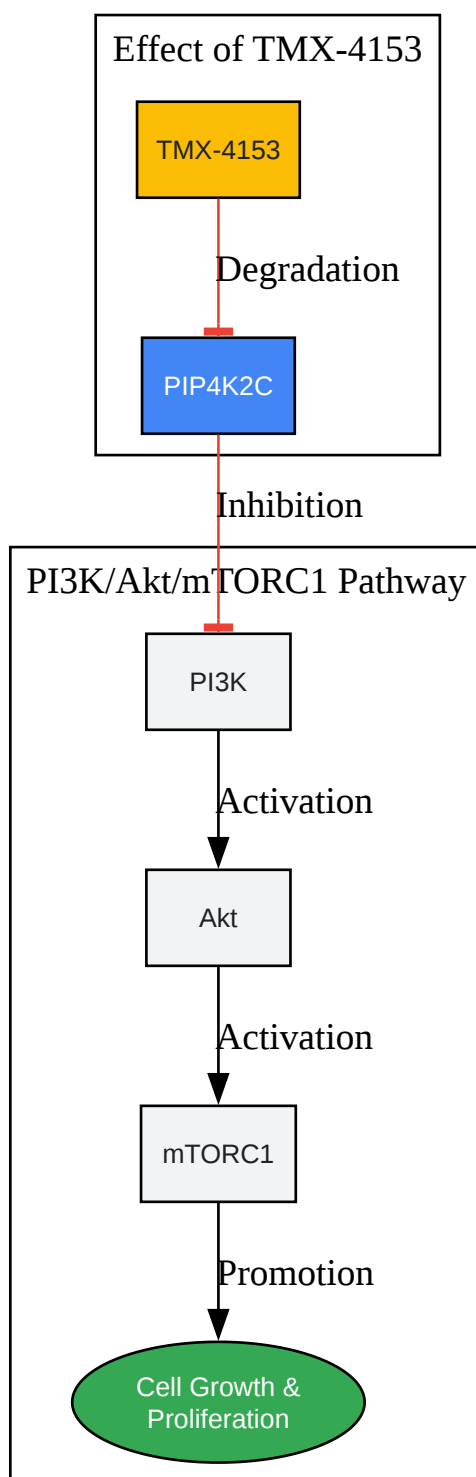 Effect of TMX-4153
TMX-4153
Degradation
PIP4K2C
Inhibition
PI3K/Akt/mTORC1 Pathway
PI3K
Activation
Akt
Activation
mTORC1
Promotion
Cell Growth &
Proliferation